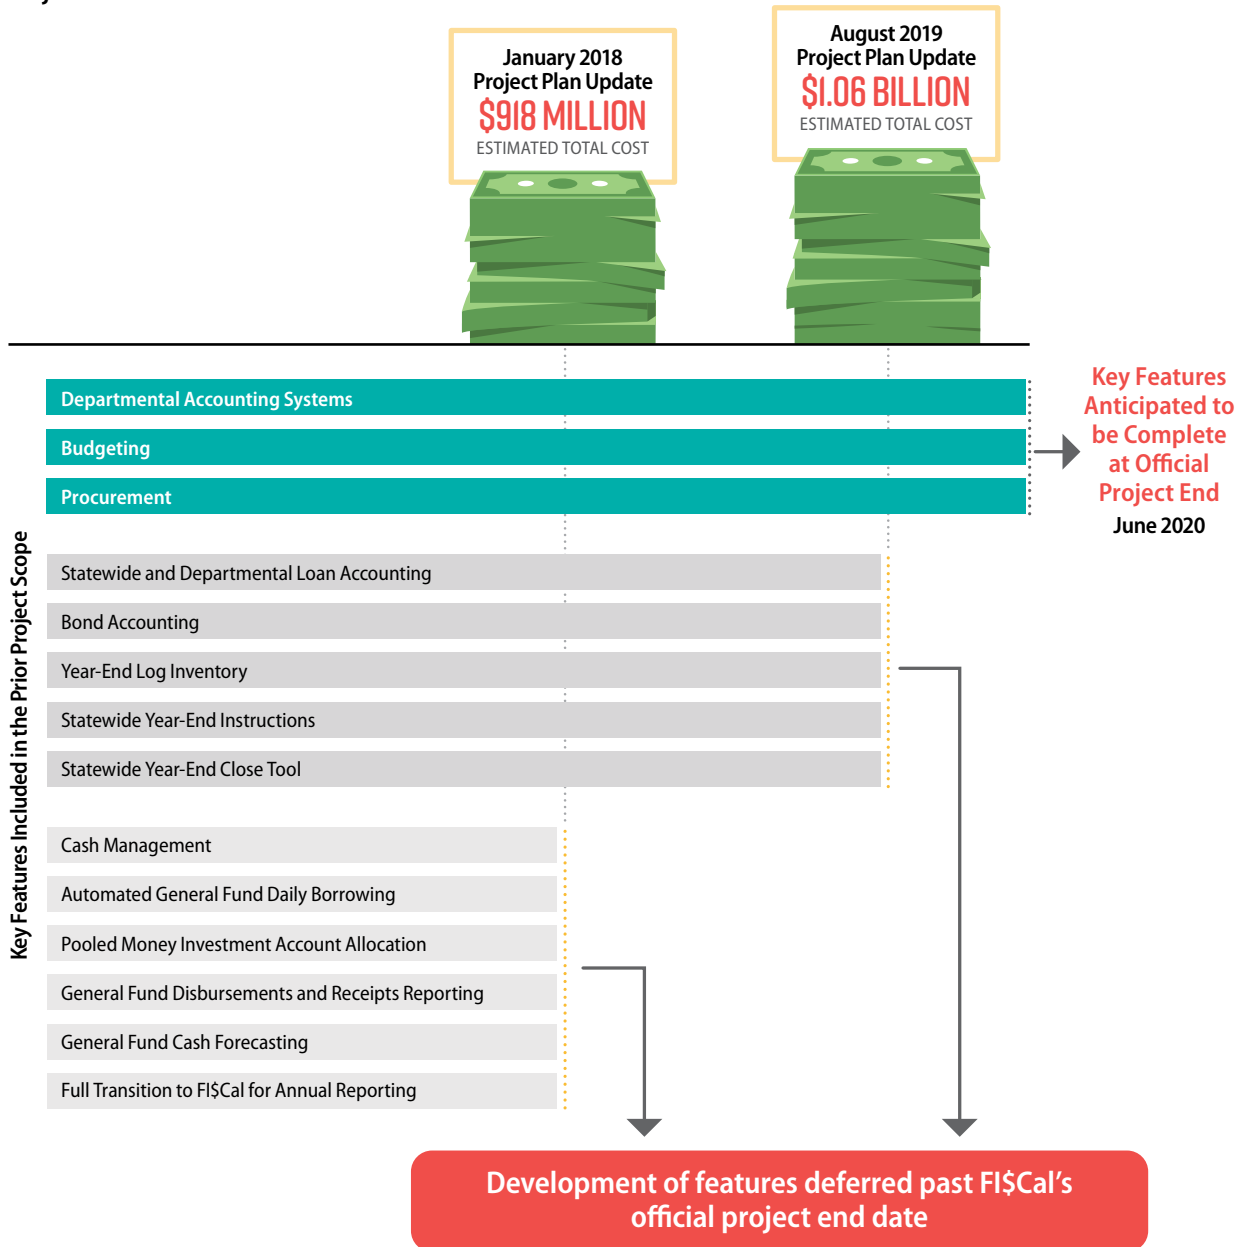 January 2018
Project Plan Update
$918 MILLION
ESTIMATED TOTAL COST
August 2019
Project Plan Update
$1.06 BILLION
ESTIMATED TOTAL COST
Key Features Included in the Prior Project Scope
Departmental Accounting Systems
Budgeting
Procurement
Key Features
Anticipated to
be Complete
at Official
Project End
June 2020
Statewide and Departmental Loan Accounting
Bond Accounting
Year-End Log Inventory
Statewide Year-End Instructions
Statewide Year-End Close Tool
Cash Management
Automated General Fund Daily Borrowing
Pooled Money Investment Account Allocation
General Fund Disbursements and Receipts Reporting
General Fund Cash Forecasting
Full Transition to FI$Cal for Annual Reporting
Development of features deferred past FI$Cal's
official project end date